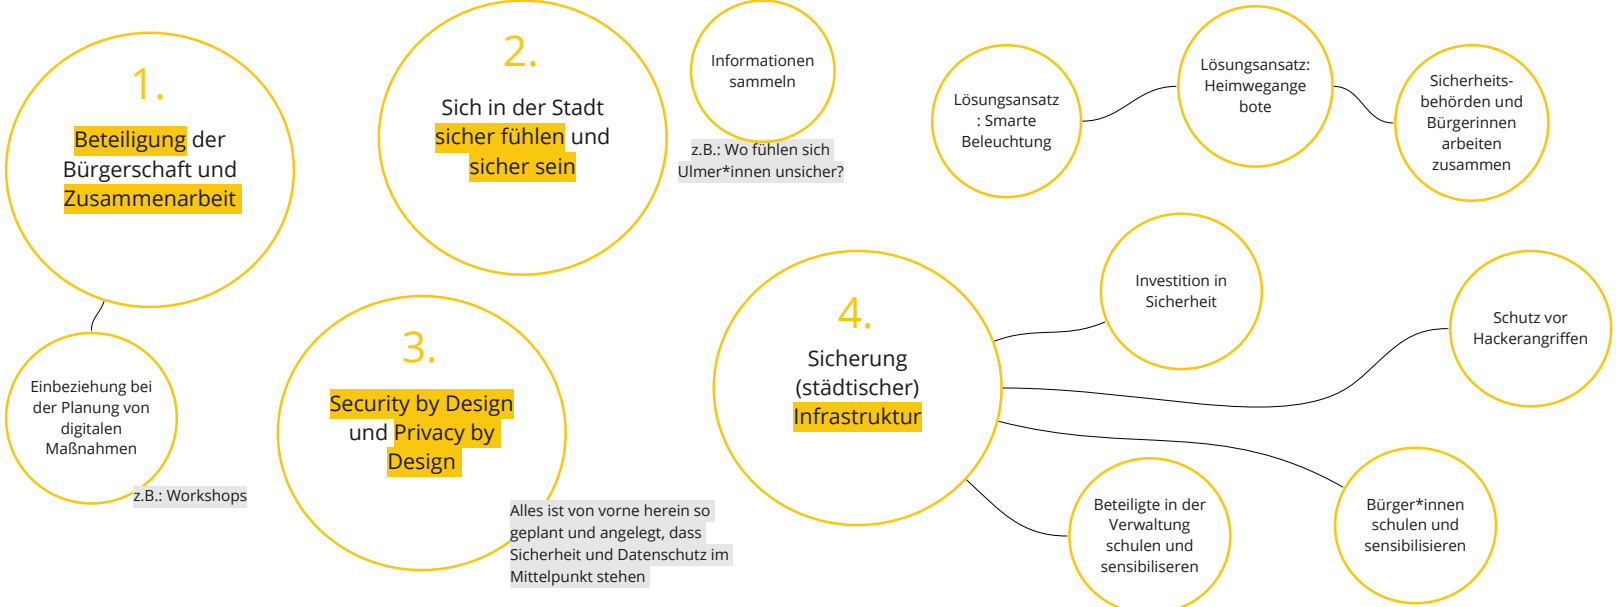 1.
Beteiligung der
Bürgerschaft und
Zusammenarbeit
Einbeziehung bei
der Planung von
digitalen
Maßnahmen
z.B.: Workshops
2.
Sich in der Stadt
sicher fühlen und
sicher sein
Informationen
sammeln
z.B.: Wo fühlen sich
Ulmer*innen unsicher?
Lösungsansatz
: Smarte
Beleuchtung
Lösungsansatz:
Heimwegange
bote
Sicherheits-
behörden und
Bürgerinnen
arbeiten
zusammen
3.
Security by Design
und Privacy by
Design
Alles ist von vorne herein so
geplant und angelegt, dass
Sicherheit und Datenschutz im
Mittelpunkt stehen
4.
Sicherung
(städtischer)
Infrastruktur
Investition in
Sicherheit
Schutz vor
Hackerangriffen
Beteiligte in der
Verwaltung
schulen und
sensibiliseren
Bürger*innen
schulen und
sensibilisieren